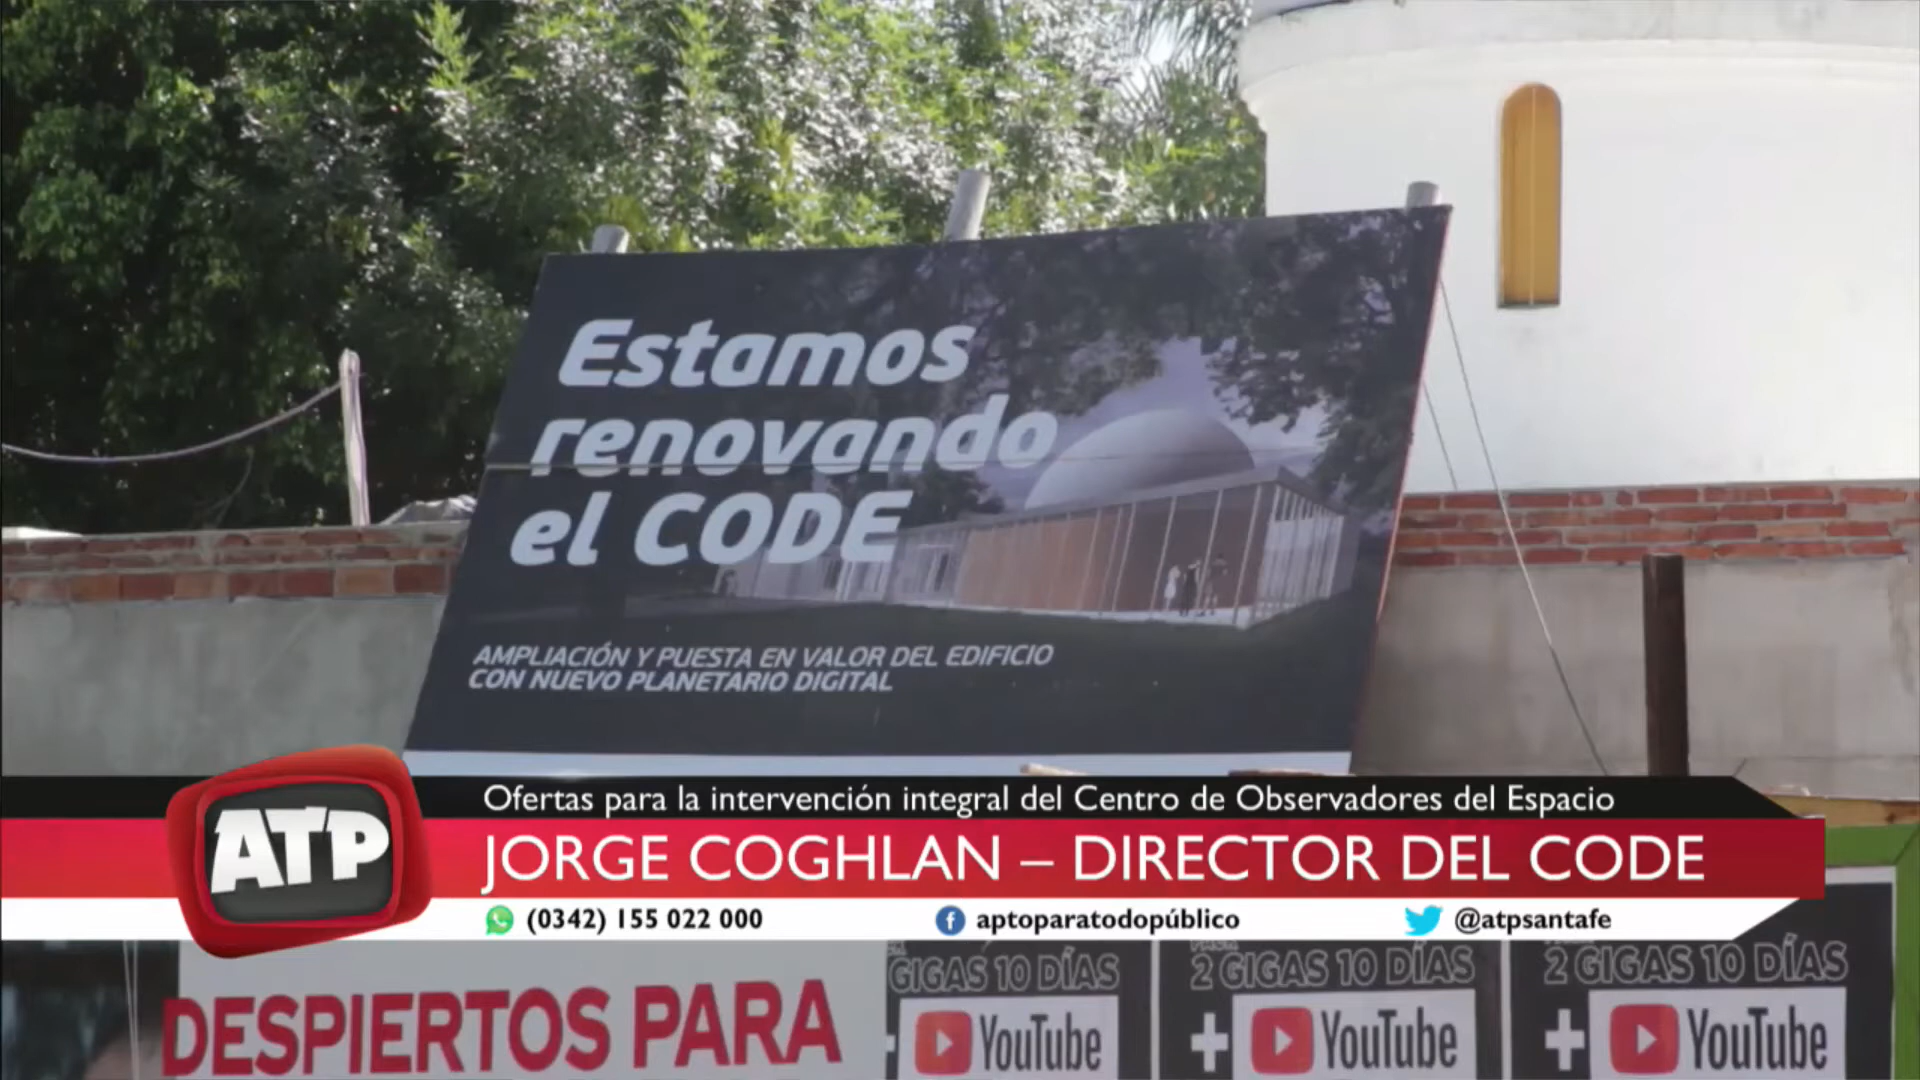 Estamos
renovando
el CODE
AMPLIACIÓN Y PUESTA EN VALOR DEL EDIFICIO
CON NUEVO PLANETARIO DIGITAL
Ofertas para la intervención integral del Centro de Observadores del Espacio
ATP
JORGE COGHLAN – DIRECTOR DEL CODE
(0342) 155 022 000
aptoparatodopúblico
@atpsantafe
DESPIERTOS PARA
GIGAS 10 DÍAS
+ YouTube
2 GIGAS 10 DÍAS
+ YouTube
2 GIGAS 10 DÍAS
+ YouTube